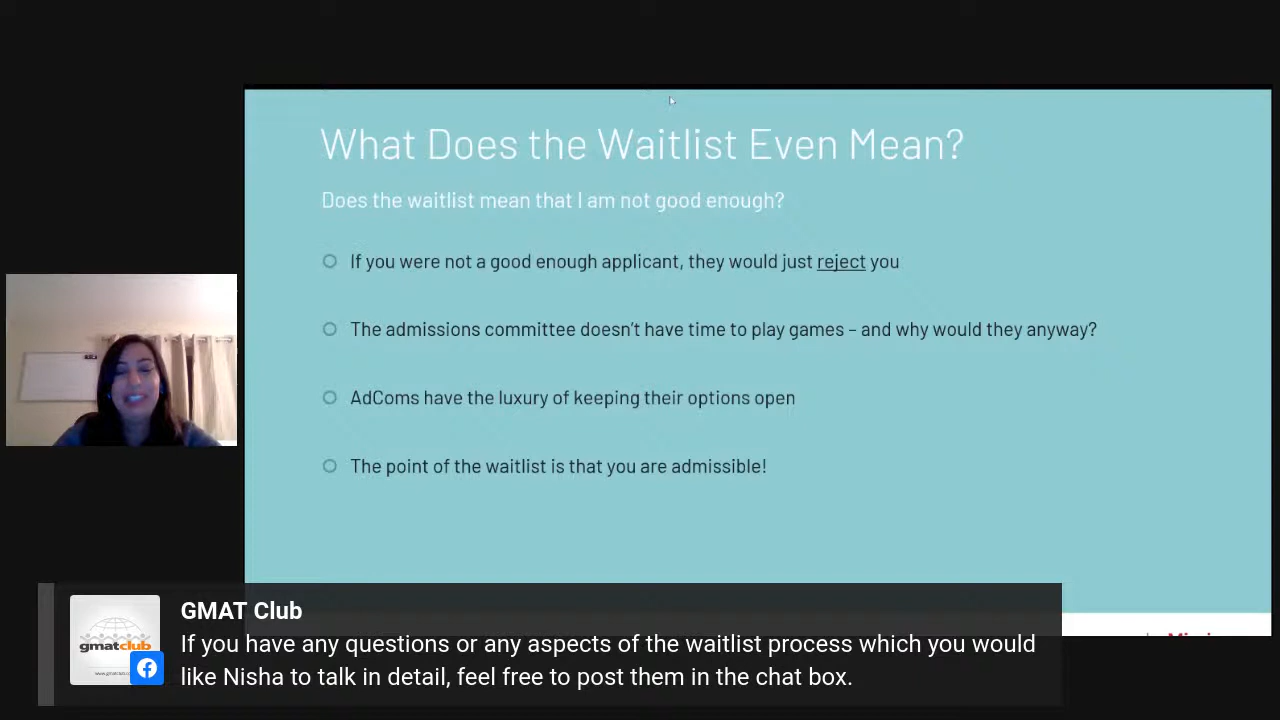 What Does the Waitlist Even Mean?
Does the waitlist mean that I am not good enough?
If you were not a good enough applicant, they would just reject you
The admissions committee doesn't have time to play games – and why would they anyway?
AdComs have the luxury of keeping their options open
The point of the waitlist is that you are admissible!
GMAT Club
If you have any questions or any aspects of the waitlist process which you would
like Nisha to talk in detail, feel free to post them in the chat box.
gmatclub